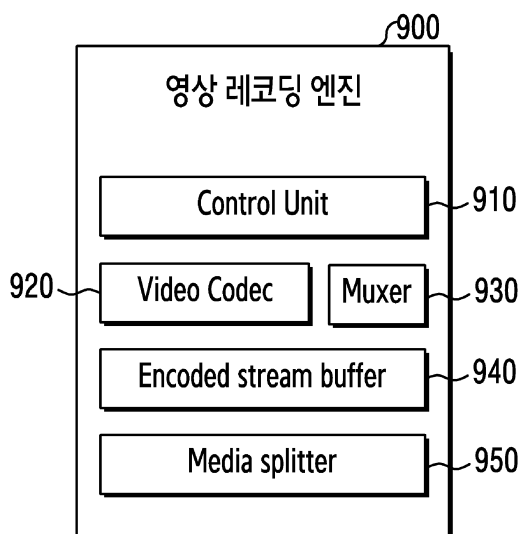 900
영상 레코딩 엔진
Control Unit 910
920 Video Codec Muxer 930
Encoded stream buffer 940
Media splitter 950